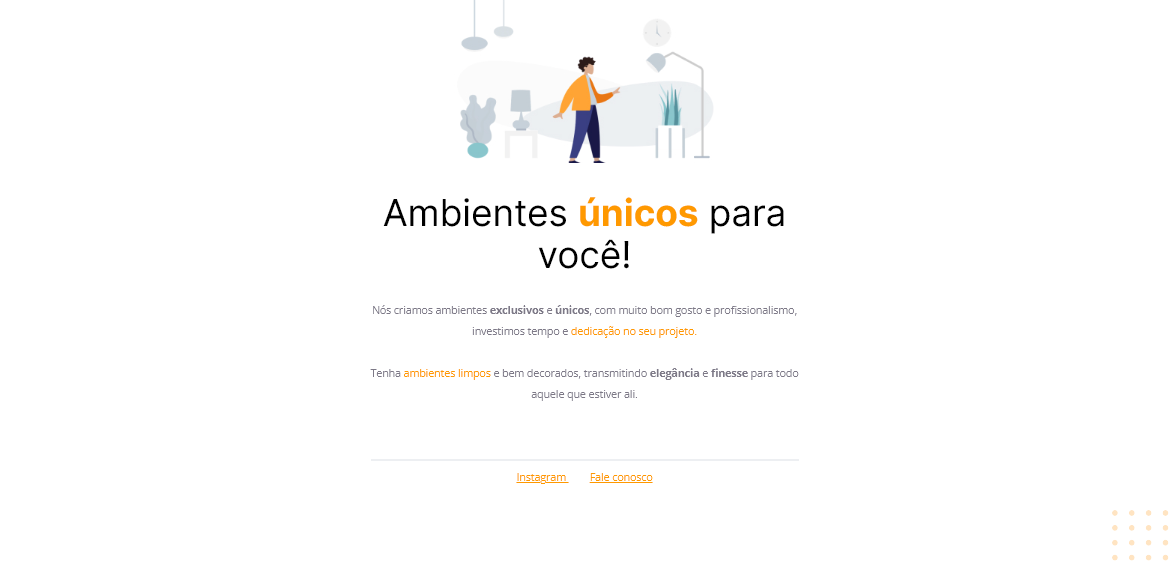 Ambientes únicos para
você!
Nós criamos ambientes exclusivos e únicos, com muito bom gosto e profissionalismo,
investimos tempo e dedicação no seu projeto.
Tenha ambientes limpos e bem decorados, transmitindo elegância e finesse para todo
aquele que estiver ali.
Instagram Fale conosco